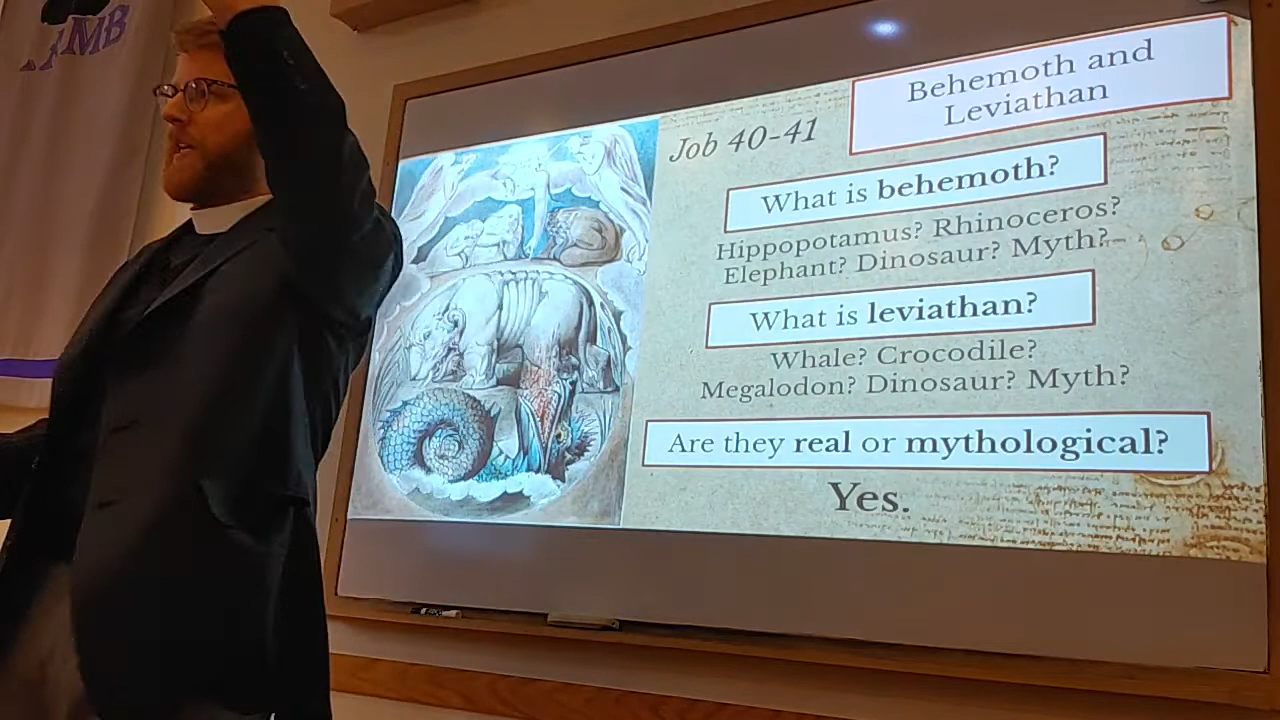 MB
Behemoth and
Leviathan
Job 40-41
What is behemoth?
Hippopotamus? Rhinoceros?
Elephant? Dinosaur? Myth?
What is leviathan?
Whale? Crocodile?
Megalodon? Dinosaur? Myth?
Are they real or mythological?
Yes.